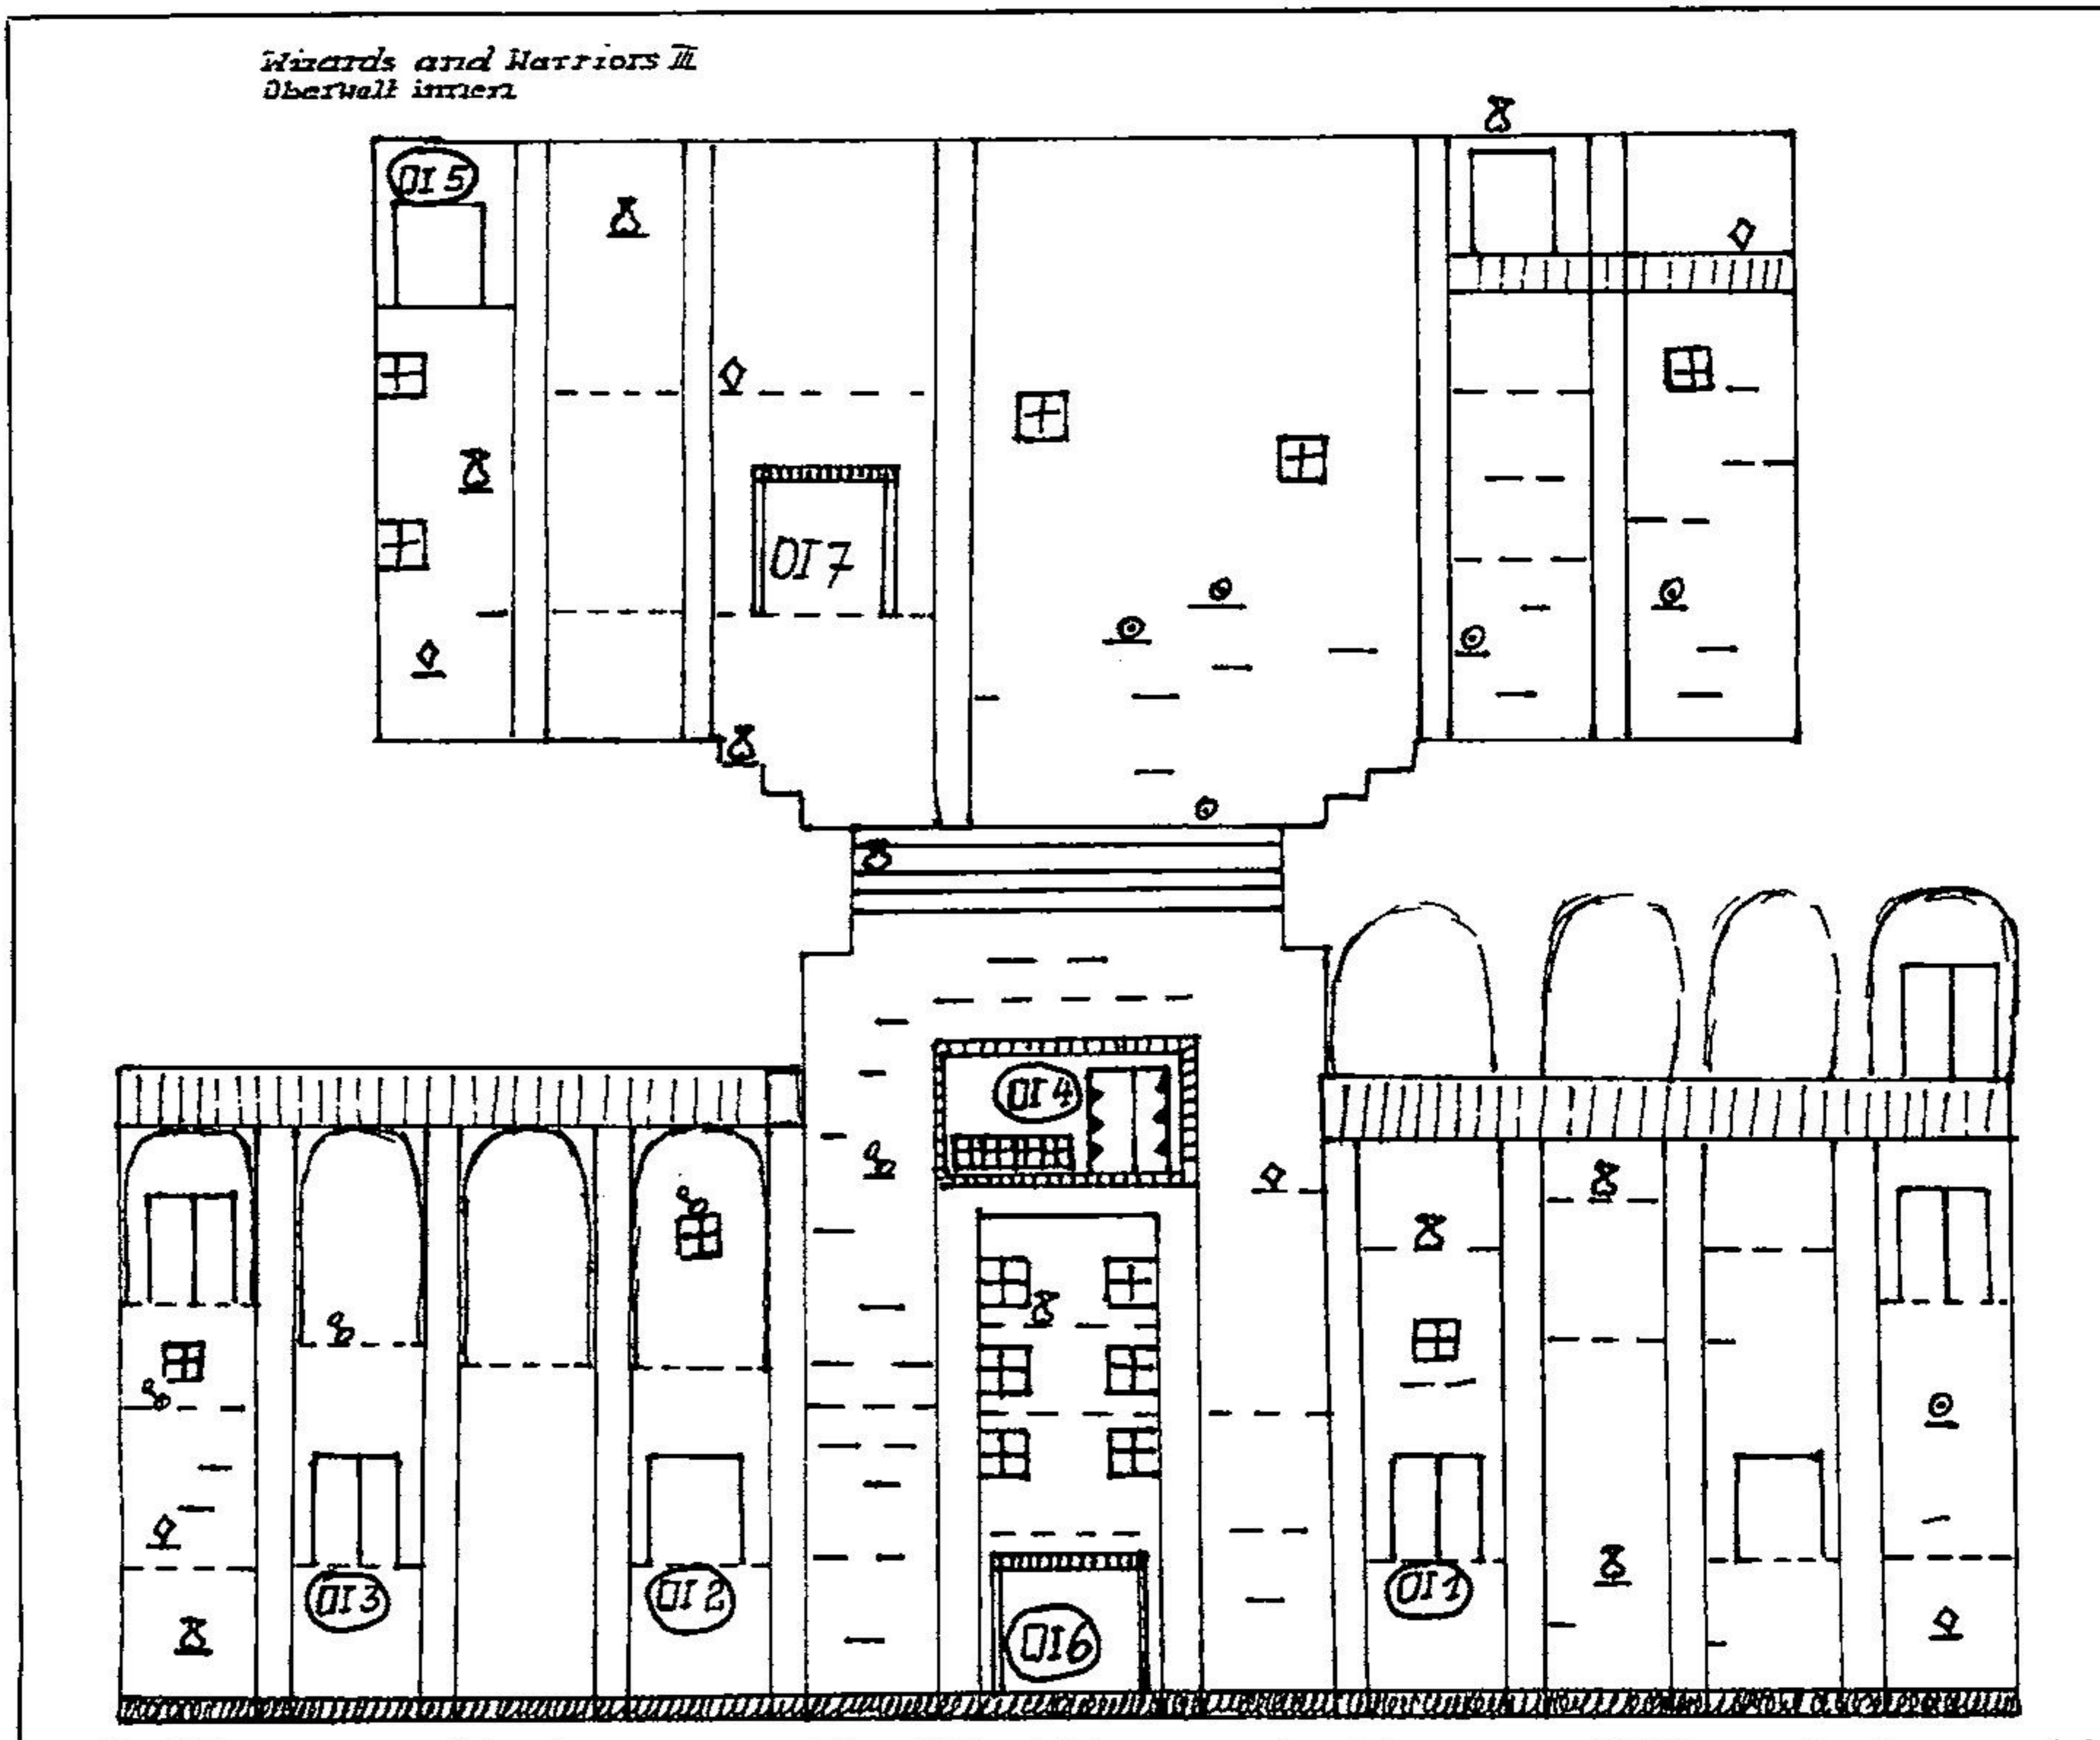 Wizards and Warriors III
Oberwalt innen
OI 5
OI 7
OI 4
OI 3
OI 2
OI 1
OI 6